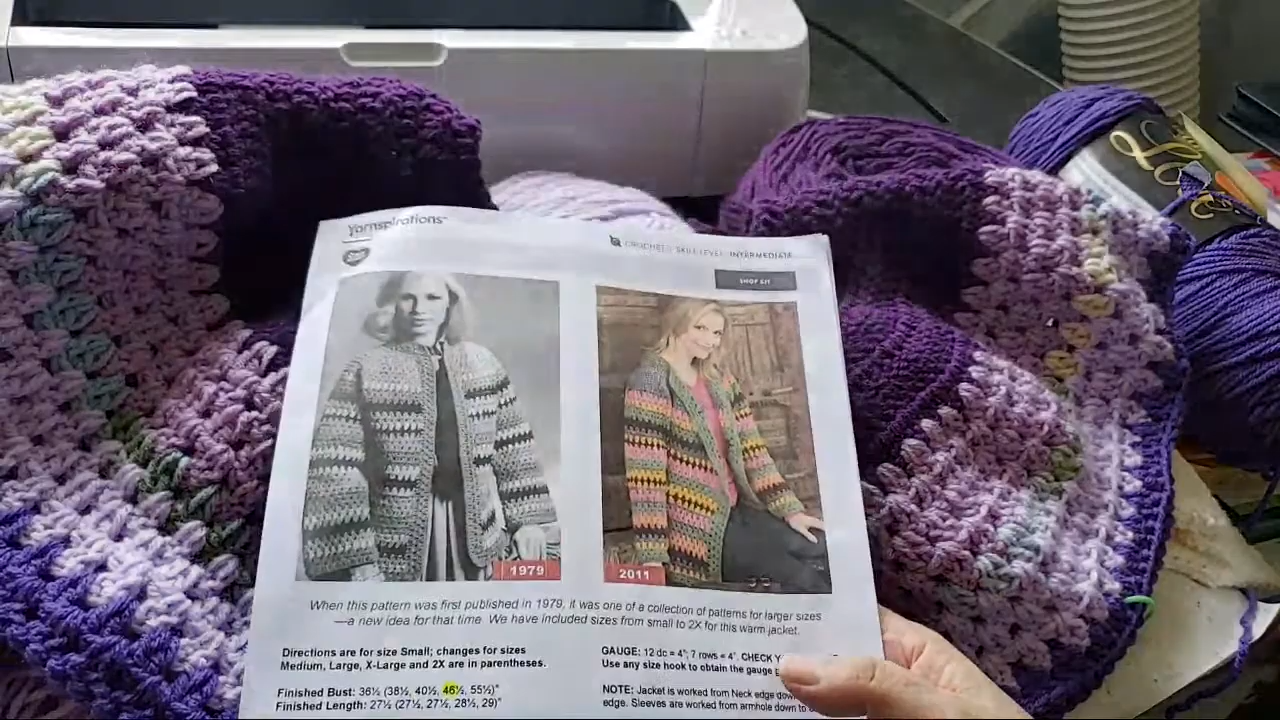 Yarnspirations™
CROCHET | SKILL LEVEL: INTERMEDIATE
SHOP KIT
1979
2011
When this pattern was first published in 1979, it was one of a collection of patterns for larger sizes
—a new idea for that time. We have included sizes from small to 2X for this warm jacket.
Directions are for size Small; changes for sizes
Medium, Large, X-Large and 2X are in parentheses.
Finished Bust: 36½ (38½, 40½, 46½, 55½)"
Finished Length: 27½ (27½, 27½, 28½, 29)"
GAUGE: 12 dc = 4"; 7 rows = 4". CHECK Y
Use any size hook to obtain the gauge
NOTE: Jacket is worked from Neck edge down
edge. Sleeves are worked from armhole down to